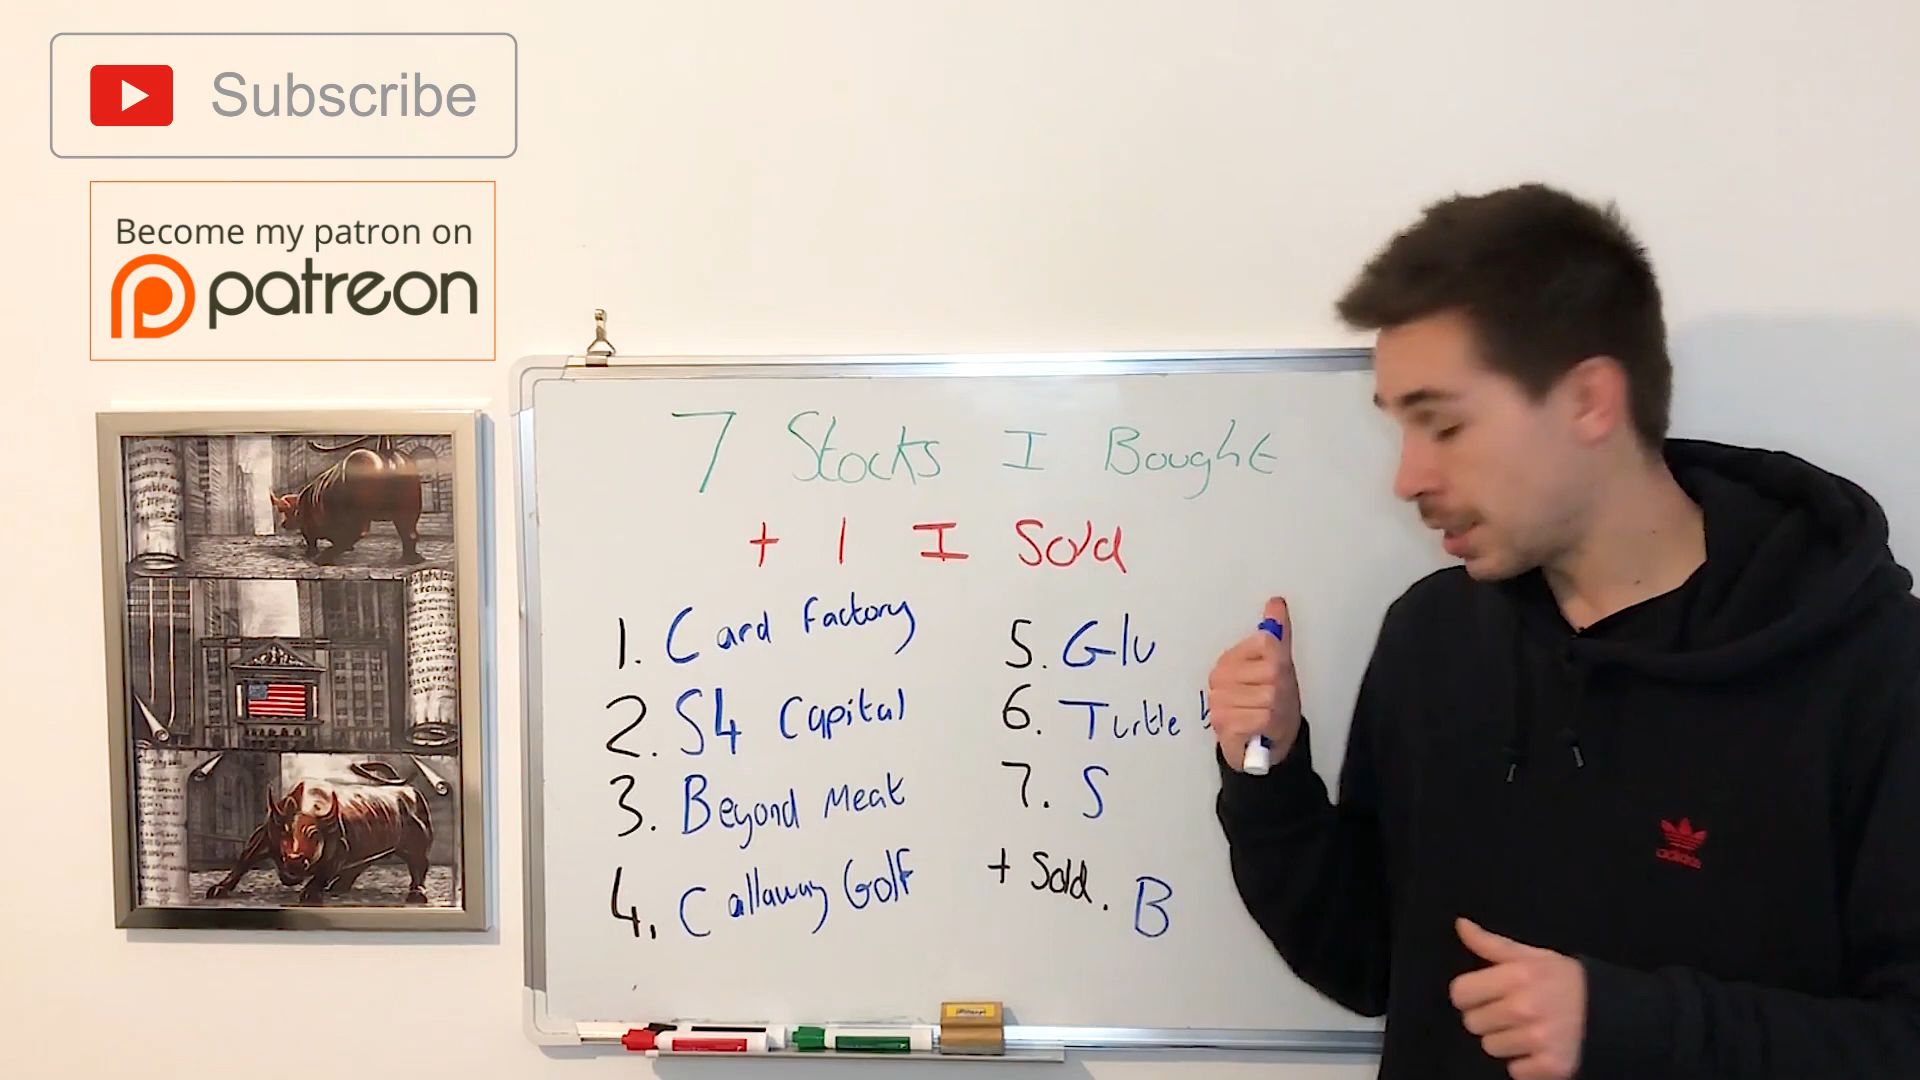 Subscribe
Become my patron on
patreon
7 Stocks I Bought
+ 1 I Sold
1. Card Factory
2. S4 Capital
3. Beyond Meat
4. Callaway Golf
5. Glu
6. Turtle b
7. S
+ Sold. B
adidas